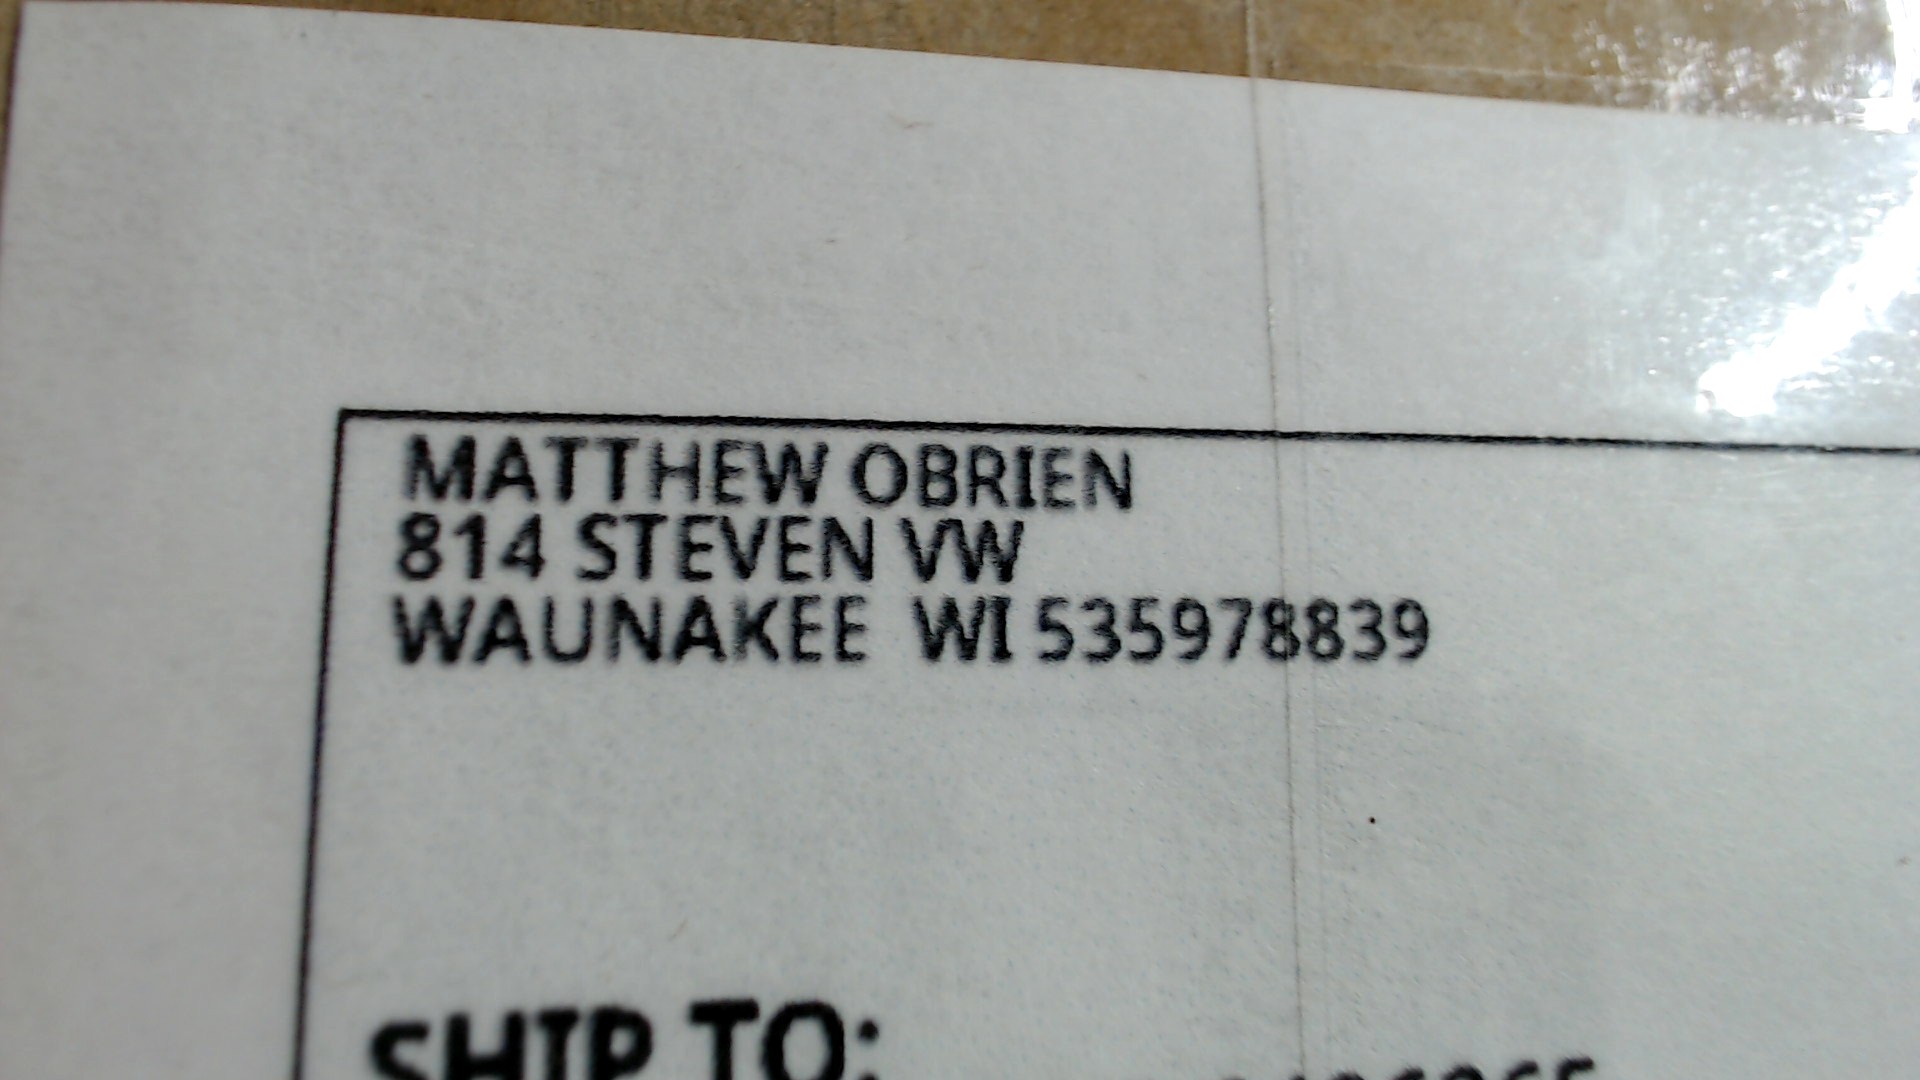 MATTHEW OBRIEN
814 STEVEN VW
WAUNAKEE WI 535978839
SHIP TO: